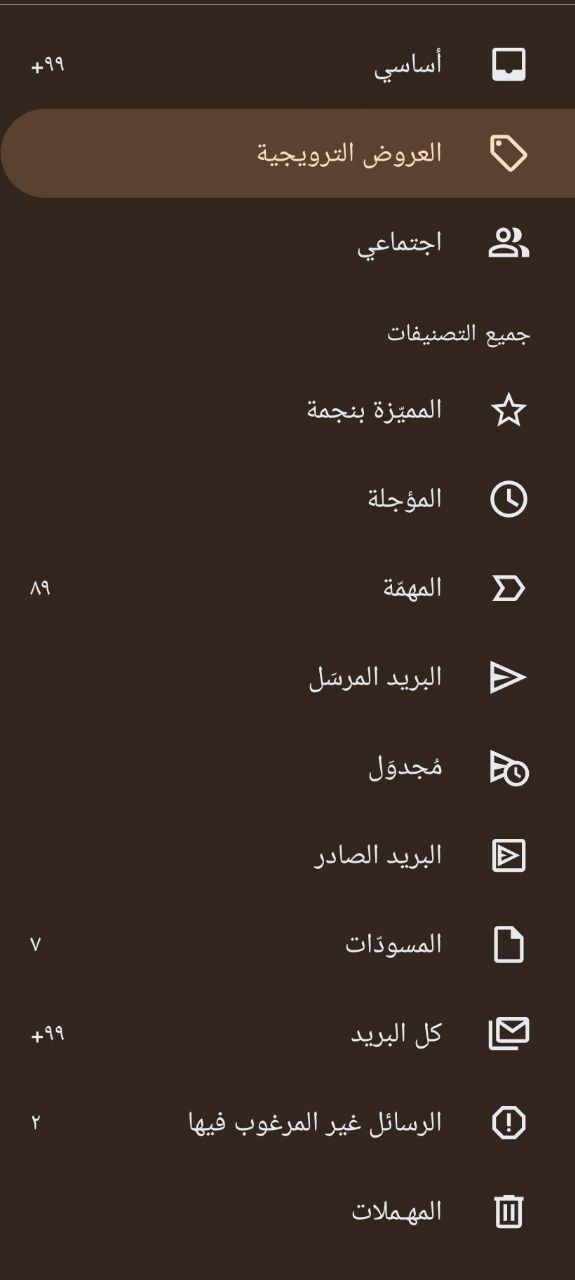 أساسي ٩٩+
العروض الترويجية
اجتماعي
جميع التصنيفات
المميّزة بنجمة
المؤجلة
المهمّة ٨٩
البريد المرسَل
مُجدوَل
البريد الصادر
المسودّات ٧
كل البريد ٩٩+
الرسائل غير المرغوب فيها ٢
المهملات